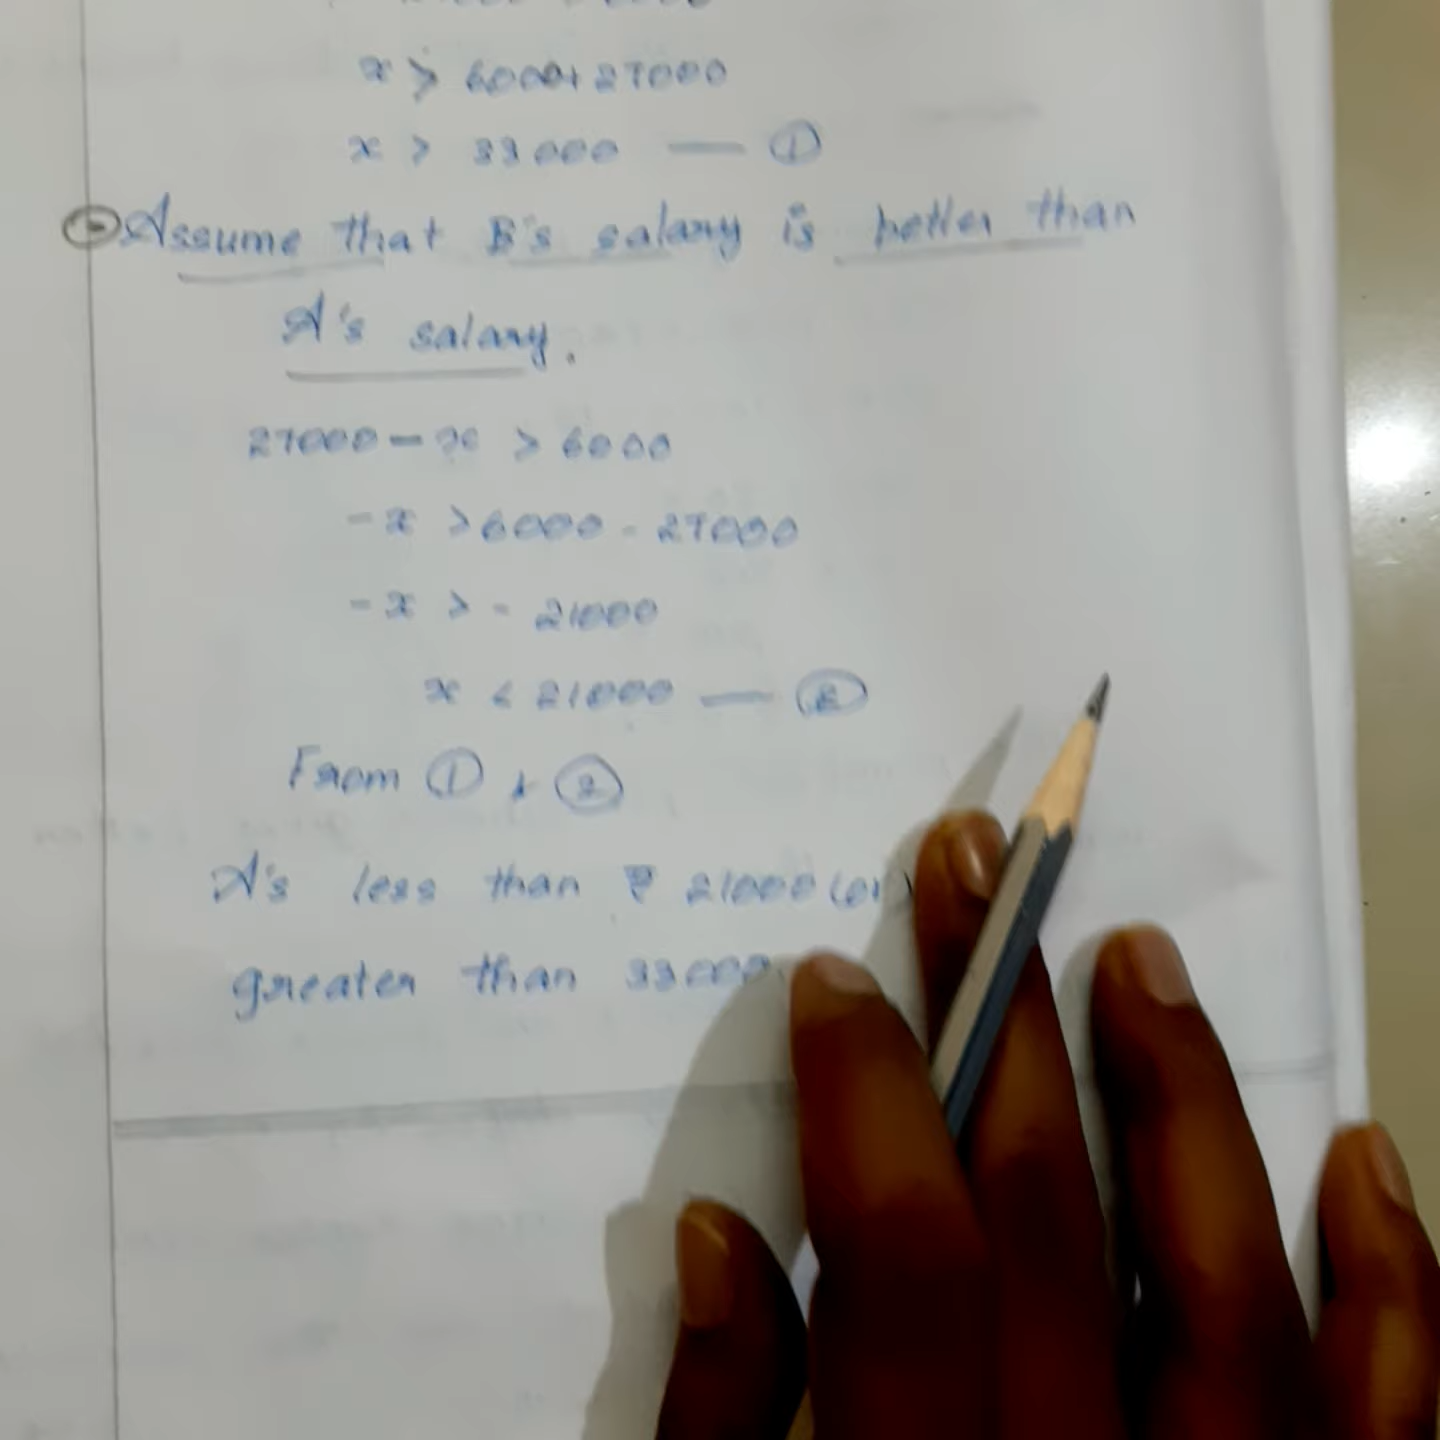 x > 6000+27000
x > 33000 — ①
Assume that B's salary is better than
A's salary.
27000 - x > 6000
-x > 6000 - 27000
-x > - 21000
x < 21000 — ②
From ① & ②
A's less than ₹ 21000 (or)
greater than 33000.